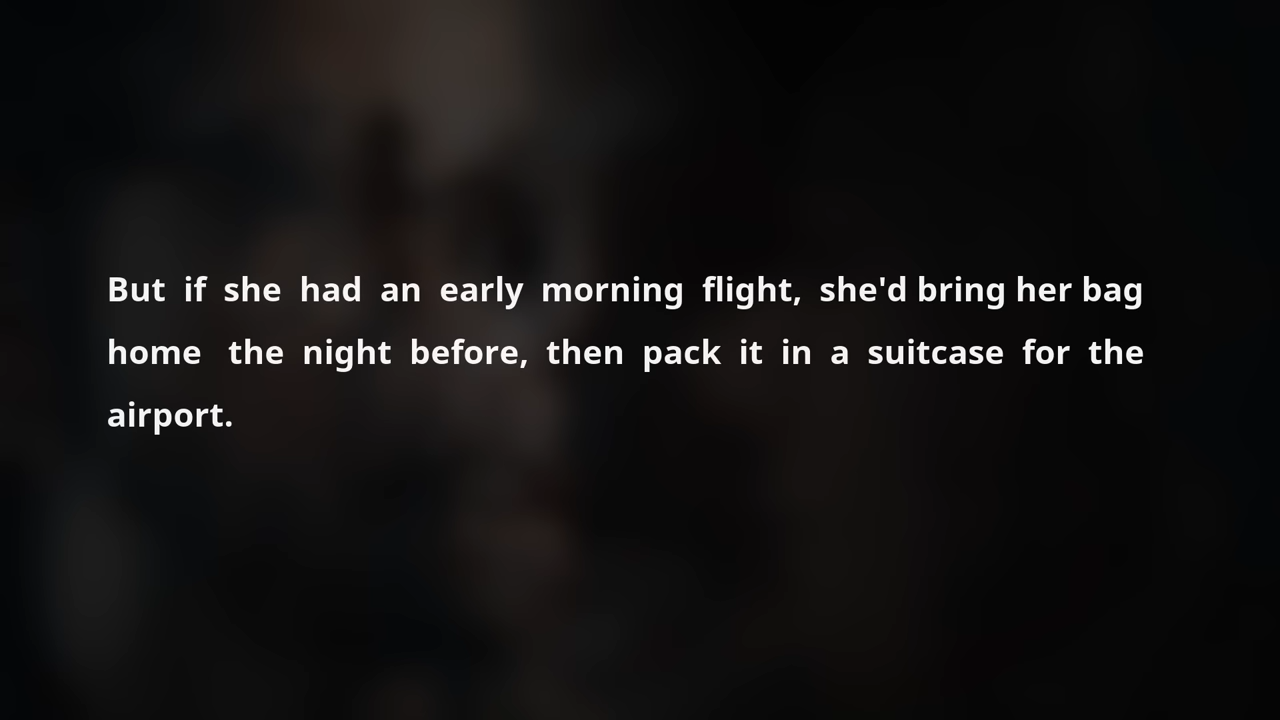 But if she had an early morning flight, she'd bring her bag
home the night before, then pack it in a suitcase for the
airport.